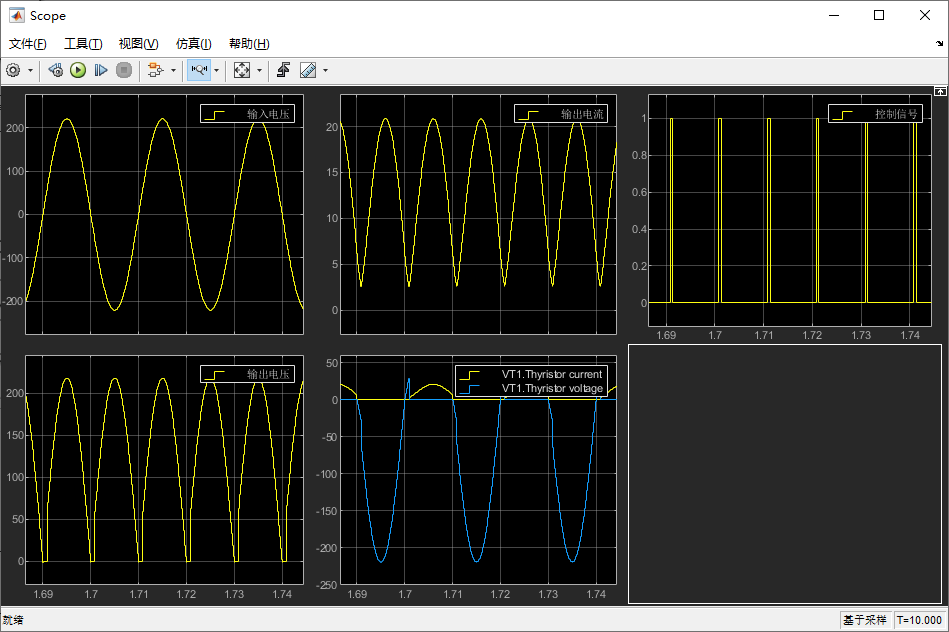 Scope
文件(F) 工具(T) 视图(V) 仿真(I) 帮助(H)
输入电压
200
100
0
-100
-200
输出电流
20
15
10
5
0
控制信号
1
0.8
0.6
0.4
0.2
0
1.69 1.7 1.71 1.72 1.73 1.74
输出电压
200
150
100
50
0
1.69 1.7 1.71 1.72 1.73 1.74
VT1.Thyristor current
VT1.Thyristor voltage
50
0
-50
-100
-150
-200
-250
1.69 1.7 1.71 1.72 1.73 1.74
就绪 基于采样 T=10.000